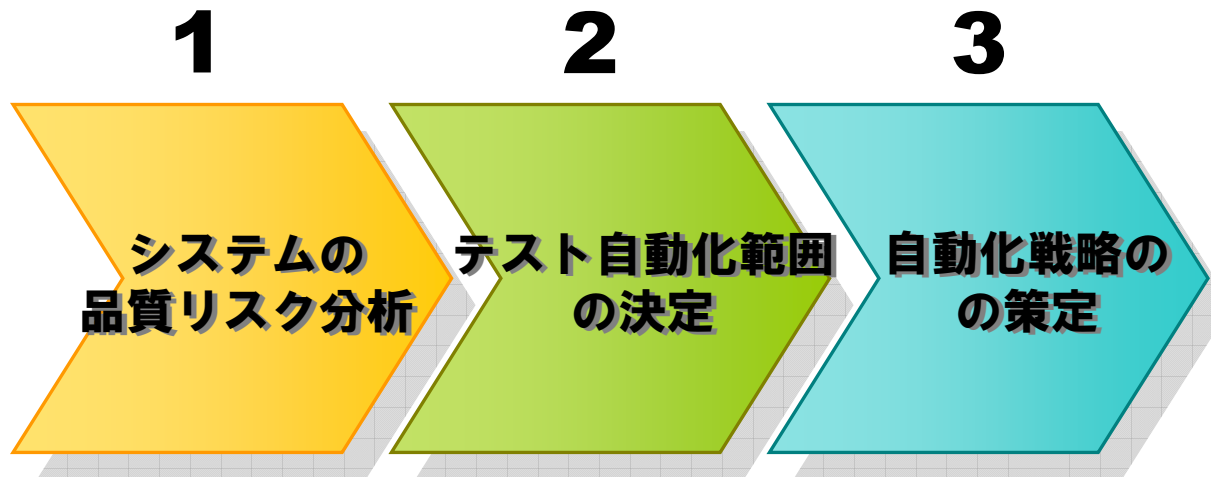 1
2
3
システムの
品質リスク分析
テスト自動化範囲
の決定
自動化戦略の
の策定